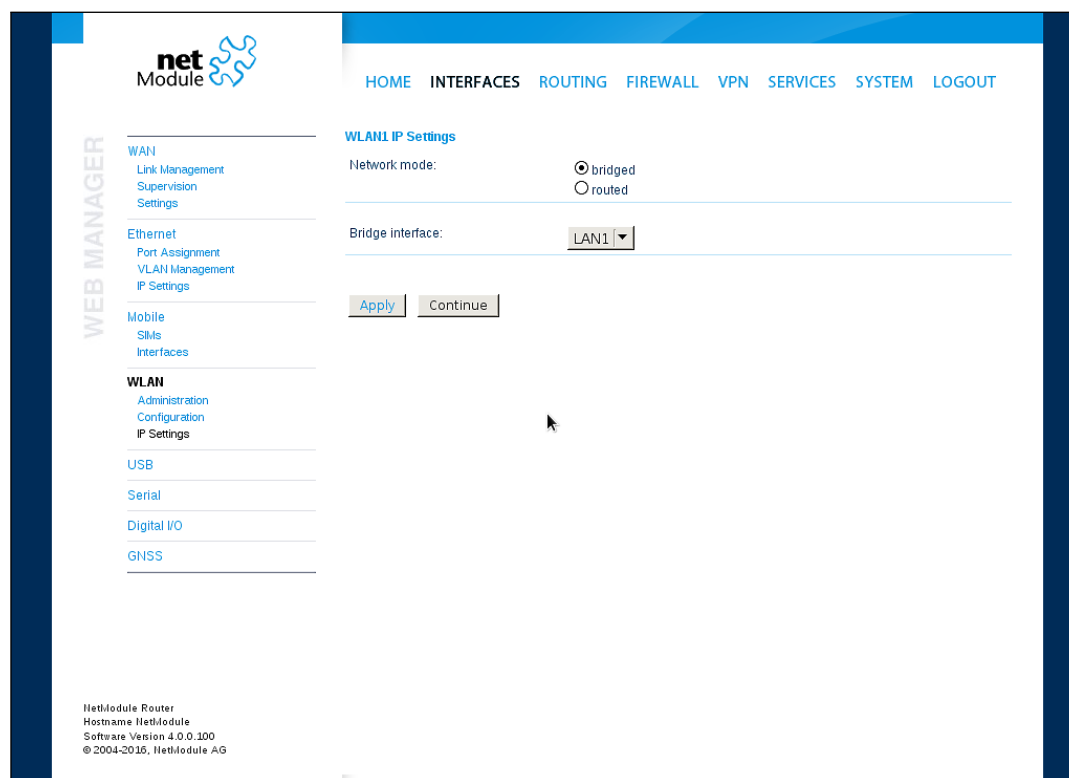 net
Module
HOME INTERFACES ROUTING FIREWALL VPN SERVICES SYSTEM LOGOUT
WEB MANAGER
WAN
Link Management
Supervision
Settings
Ethernet
Port Assignment
VLAN Management
IP Settings
Mobile
SIMs
Interfaces
WLAN
Administration
Configuration
IP Settings
USB
Serial
Digital I/O
GNSS
WLAN1 IP Settings
Network mode:
bridged
routed
Bridge interface:
LAN1
Apply Continue
NetModule Router
Hostname NetModule
Software Version 4.0.0.100
© 2004-2016, NetModule AG